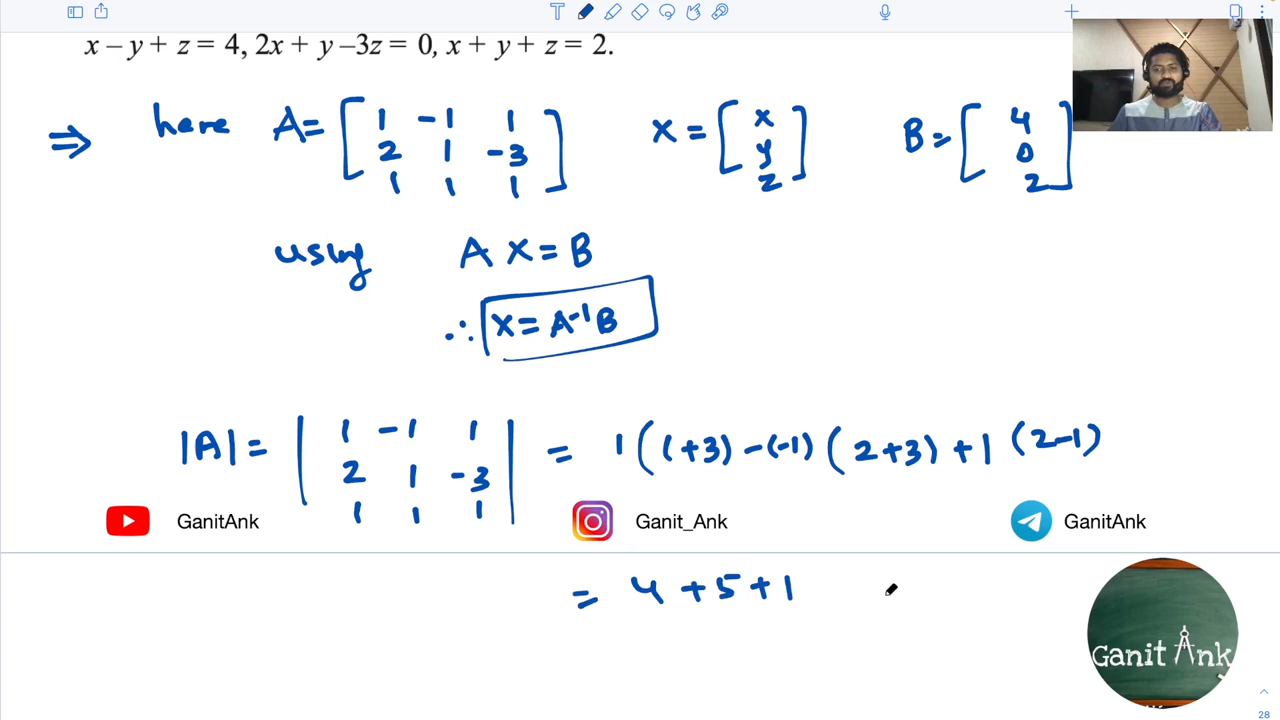 x – y + z = 4, 2x + y –3z = 0, x + y + z = 2.
⇒ here A= [ 1 -1 1 X = [ x B= [ 4
2 1 -3 y 0
1 1 1 ] z ] 2 ]
using A X = B
∴ X = A⁻¹B
|A| = | 1 -1 1 | = 1(1+3) -(-1)(2+3) +1(2-1)
2 1 -3
1 1 1
GanitAnk Ganit_Ank GanitAnk
= 4 +5 +1
Ganit Ank
28